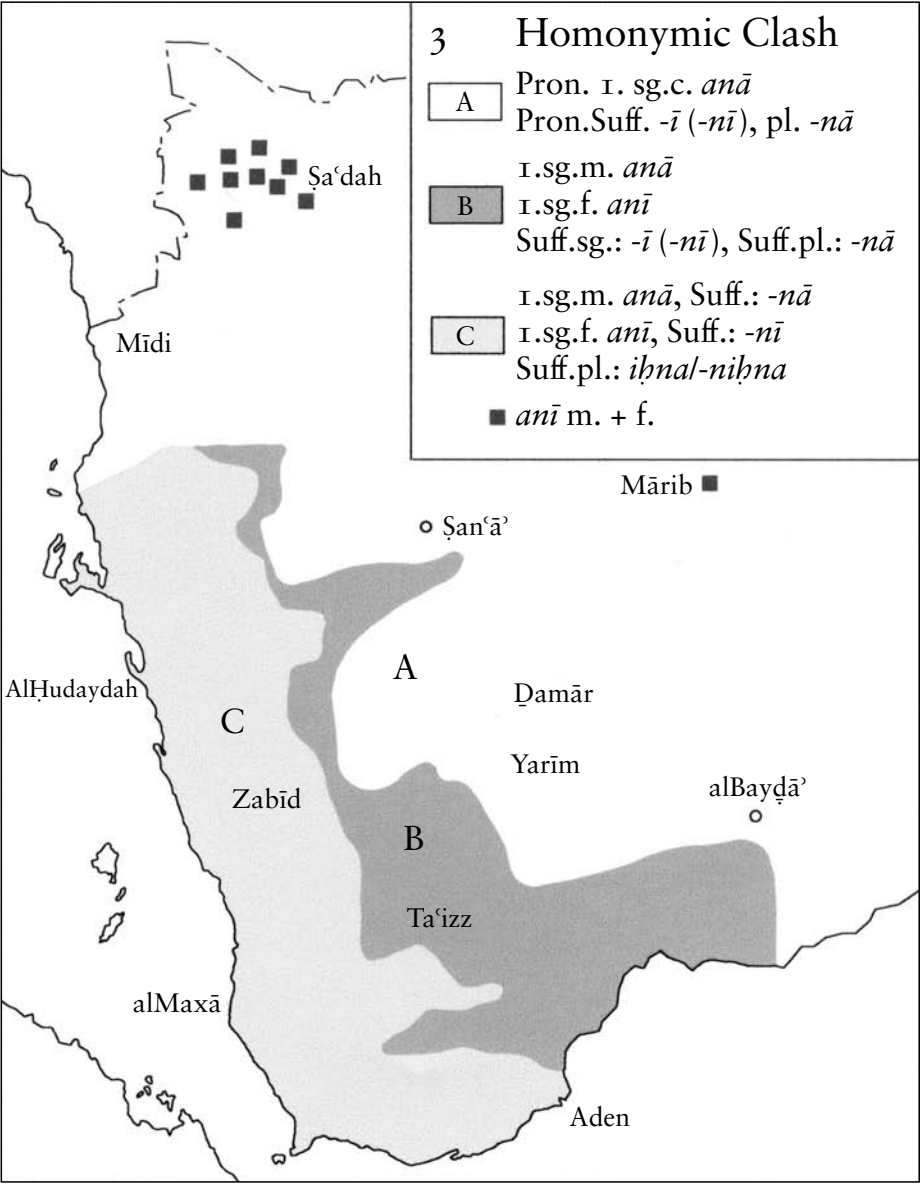 3 Homonymic Clash
A
Pron. 1. sg.c. anā
Pron.Suff. -ī (-nī), pl. -nā
B
1.sg.m. anā
1.sg.f. anī
Suff.sg.: -ī (-nī), Suff.pl.: -nā
C
1.sg.m. anā, Suff.: -nā
1.sg.f. anī, Suff.: -nī
Suff.pl.: iḥna/-niḥna
anī m. + f.
Ṣaʿdah
Mīdi
Mārib
Ṣanʿāʾ
A
AlḤudaydah
Ḏamār
C
Yarīm
Zabīd
alBayḍ̱āʾ
B
Taʿizz
alMaxā
Aden